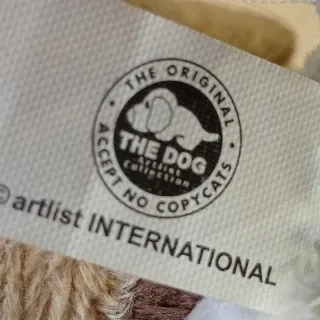 THE ORIGINAL
THE DOG
Artlist
collection
ACCEPT NO COPYCATS
© artlist INTERNATIONAL